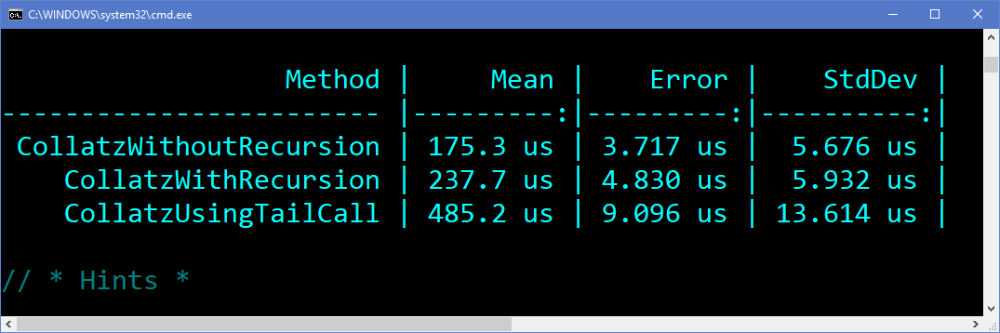 C:\WINDOWS\system32\cmd.exe
Method | Mean | Error | StdDev |
------------------------ |---------:|---------:|----------:|
CollatzWithoutRecursion | 175.3 us | 3.717 us | 5.676 us |
CollatzWithRecursion | 237.7 us | 4.830 us | 5.932 us |
CollatzUsingTailCall | 485.2 us | 9.096 us | 13.614 us |
// * Hints *